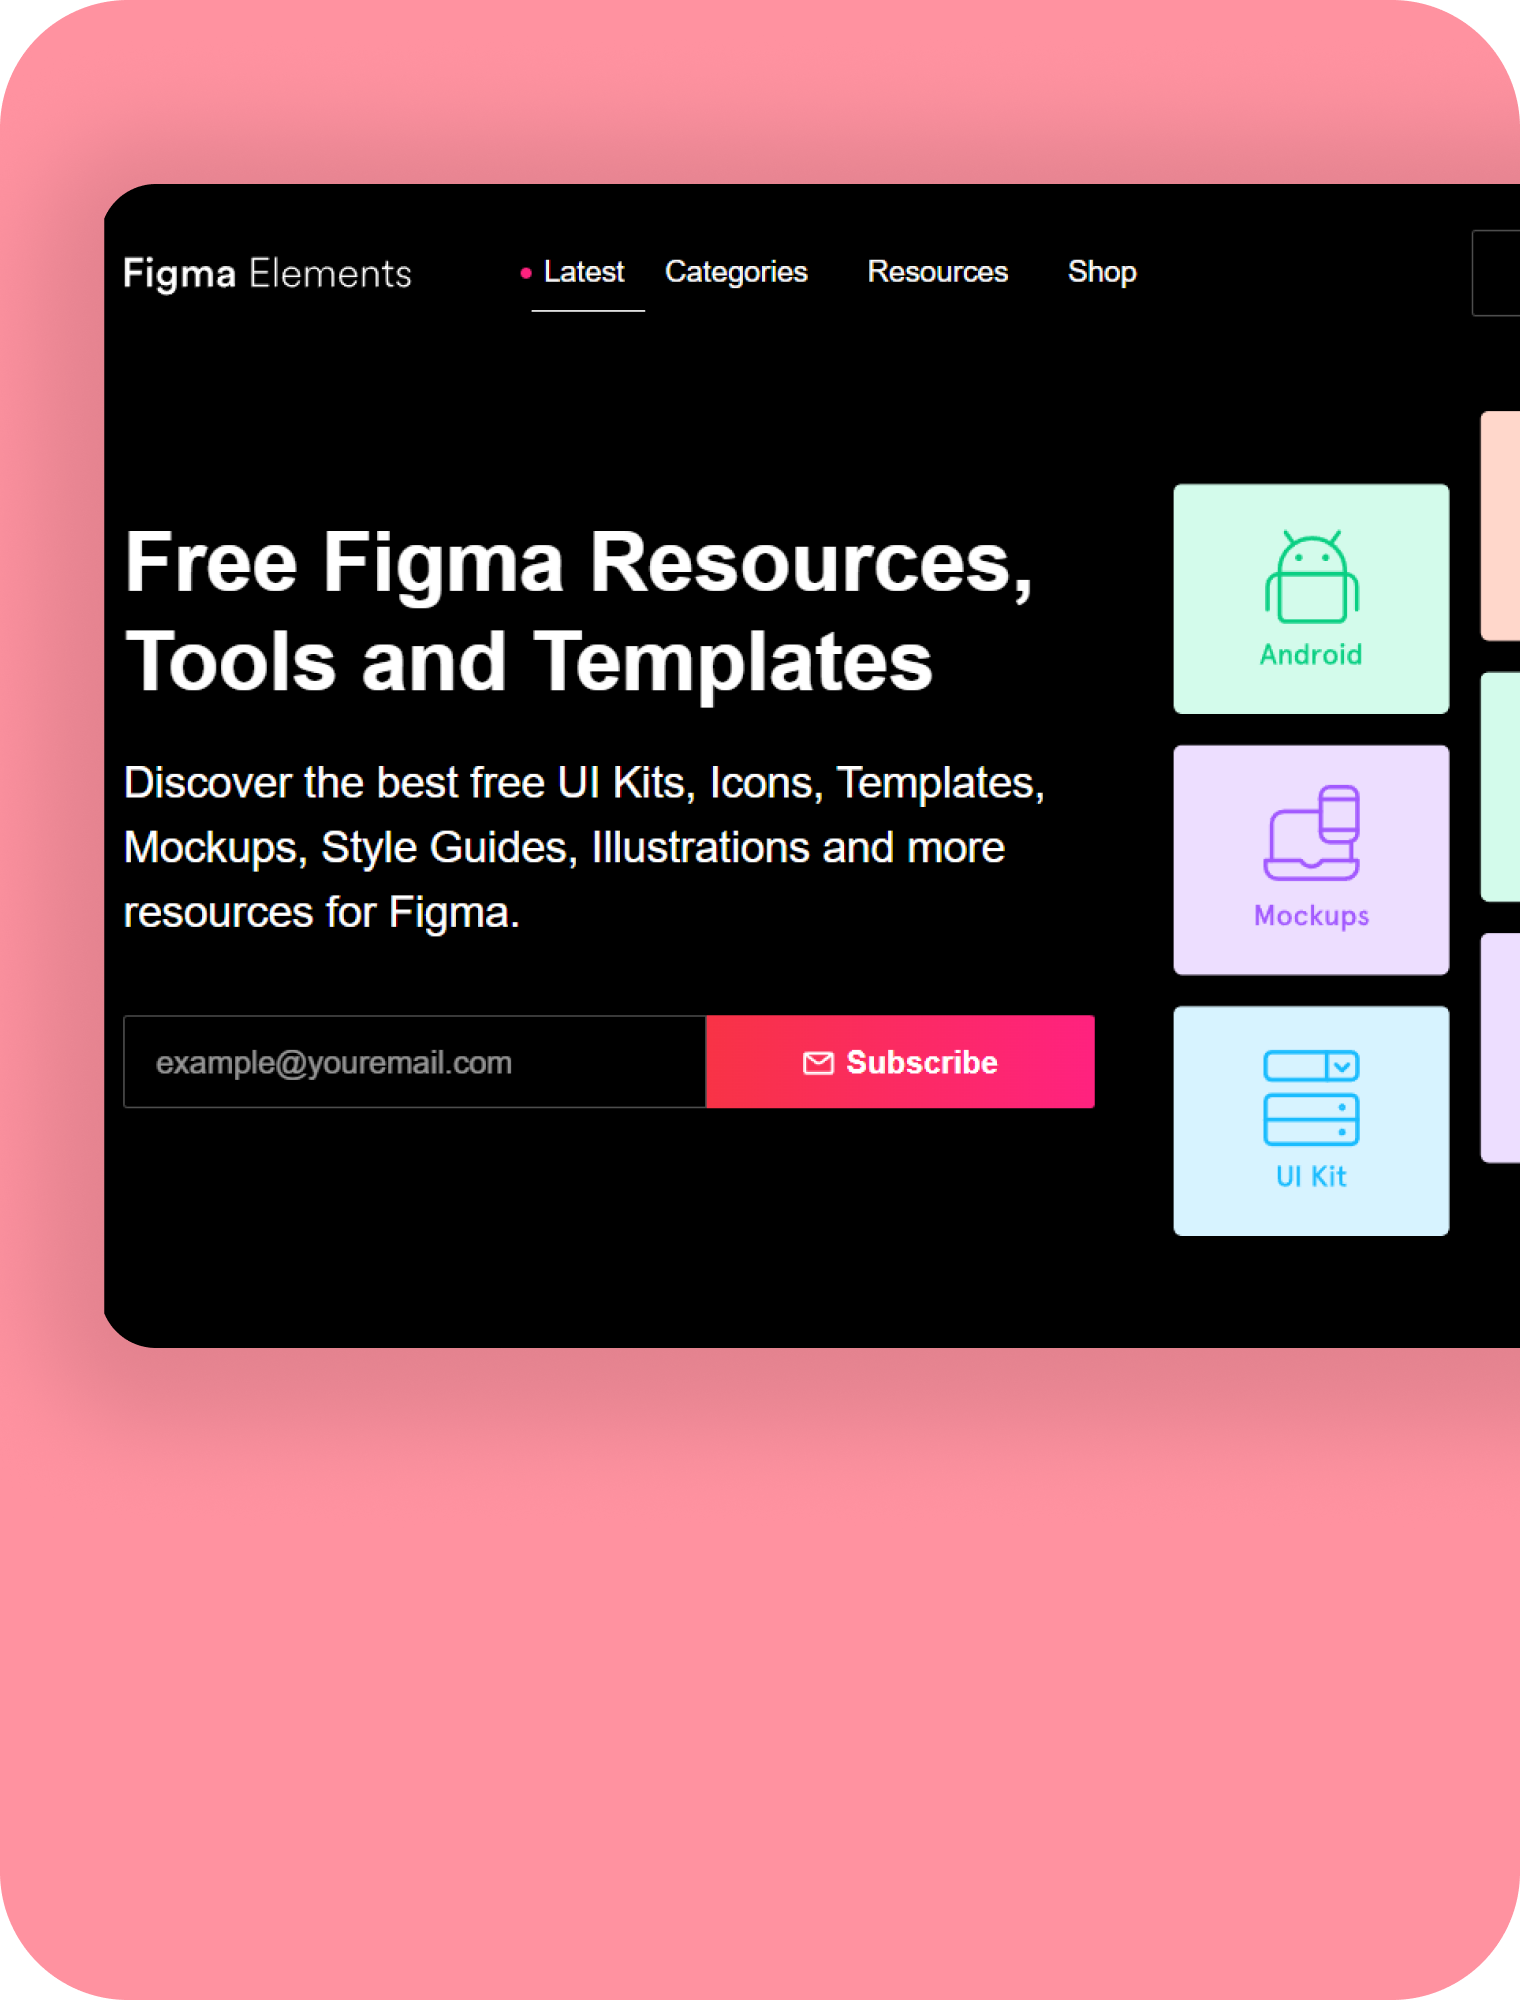 Figma Elements
Latest Categories Resources Shop
Free Figma Resources,
Tools and Templates
Discover the best free UI Kits, Icons, Templates,
Mockups, Style Guides, Illustrations and more
resources for Figma.
example@youremail.com
Subscribe
Android
Mockups
UI Kit